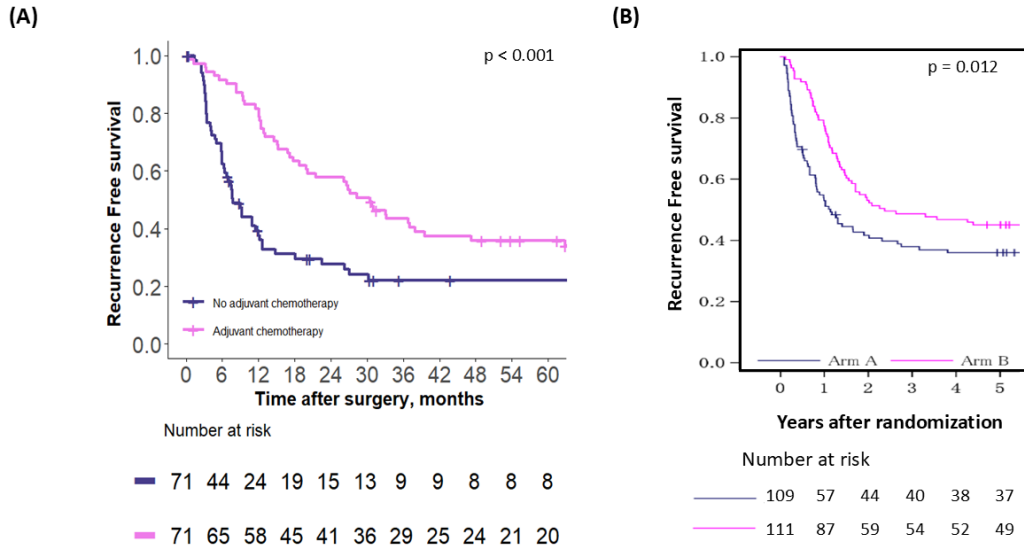 (A)
p < 0.001
Recurrence Free survival
1.0
0.8
0.6
0.4
0.2
0.0
No adjuvant chemotherapy
Adjuvant chemotherapy
0 6 12 18 24 30 36 42 48 54 60
Time after surgery, months
Number at risk
71 44 24 19 15 13 9 9 8 8 8
71 65 58 45 41 36 29 25 24 21 20
(B)
p = 0.012
Recurrence Free survival
1.0
0.8
0.6
0.4
0.2
0.0
Arm A Arm B
0 1 2 3 4 5
Years after randomization
Number at risk
109 57 44 40 38 37
111 87 59 54 52 49